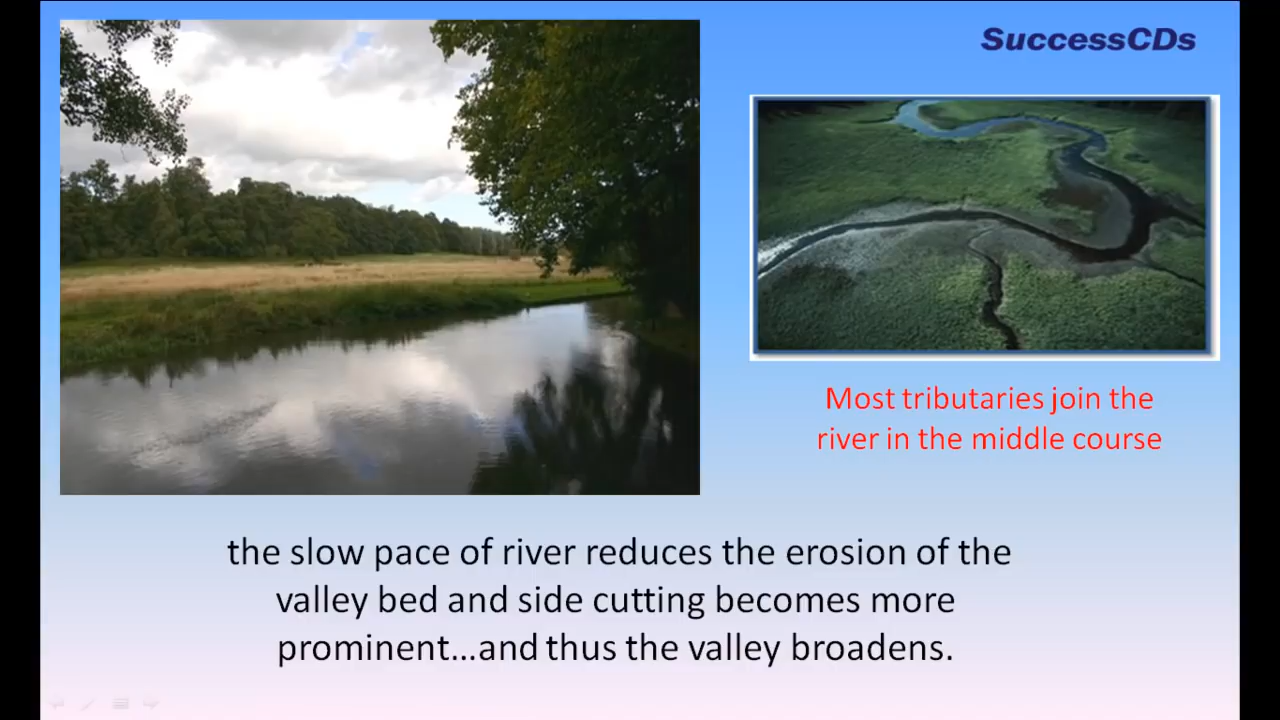 SuccessCDs
Most tributaries join the
river in the middle course
the slow pace of river reduces the erosion of the
valley bed and side cutting becomes more
prominent...and thus the valley broadens.